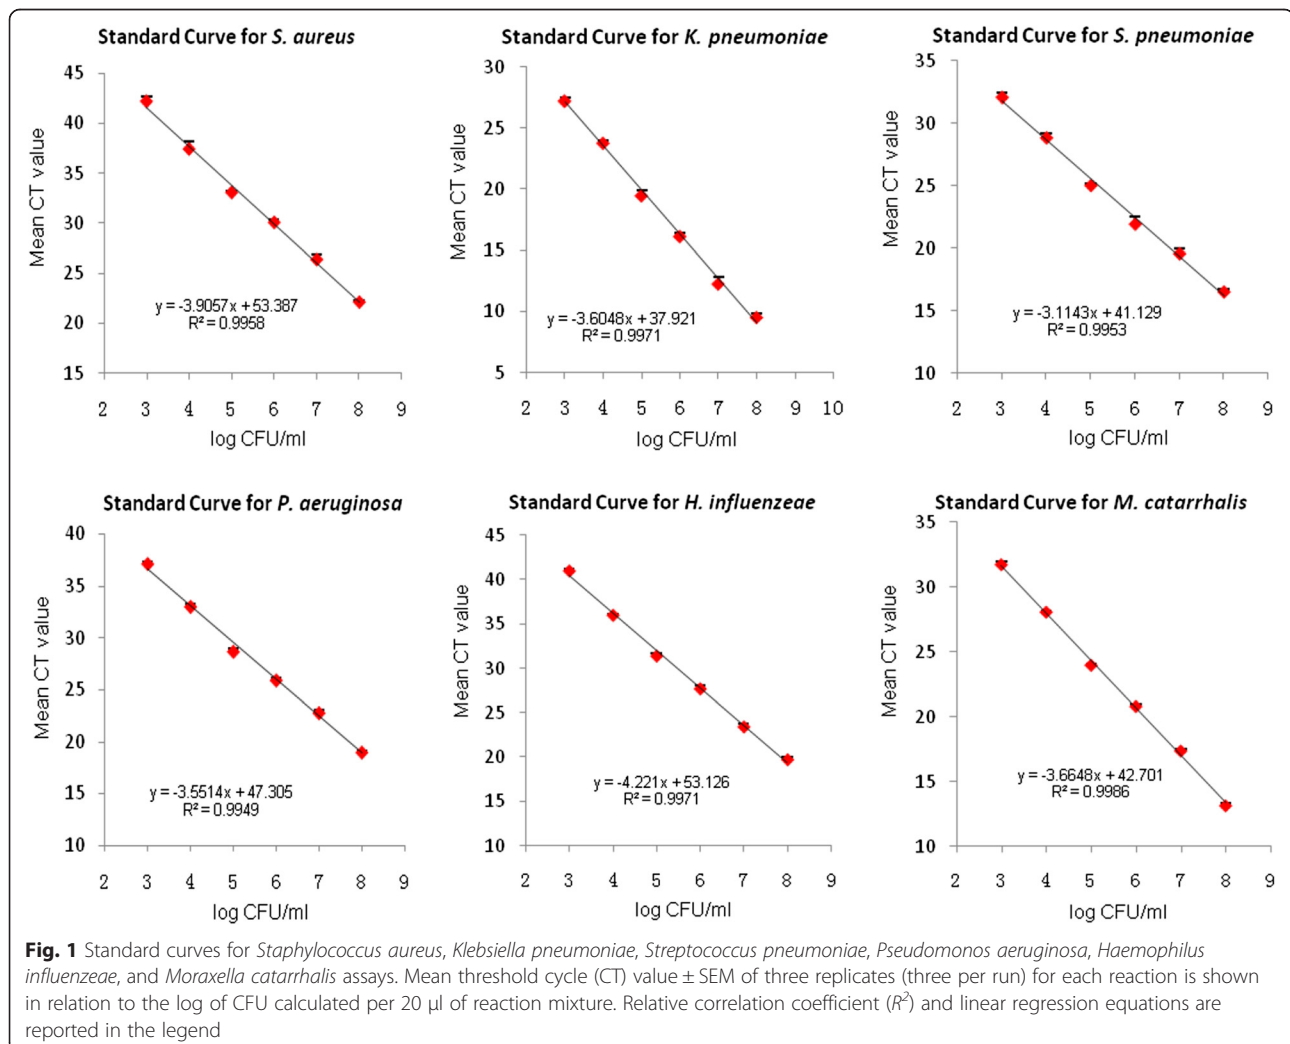 Standard Curve for S. aureus
Mean CT value
45
40
35
30
25
20
15
y = -3.9057x + 53.387
R² = 0.9958
2 3 4 5 6 7 8 9
log CFU/ml
Standard Curve for K. pneumoniae
Mean CT value
30
25
20
15
10
5
y = -3.6048x + 37.921
R² = 0.9971
2 3 4 5 6 7 8 9 10
log CFU/ml
Standard Curve for S. pneumoniae
Mean CT value
35
30
25
20
15
10
y = -3.1143x + 41.129
R² = 0.9953
2 3 4 5 6 7 8 9
log CFU/ml
Standard Curve for P. aeruginosa
Mean CT value
40
35
30
25
20
15
10
y = -3.5514x + 47.305
R² = 0.9949
2 3 4 5 6 7 8 9
log CFU/ml
Standard Curve for H. influenzeae
Mean CT value
45
40
35
30
25
20
15
10
y = -4.221x + 53.126
R² = 0.9971
2 3 4 5 6 7 8 9
log CFU/ml
Standard Curve for M. catarrhalis
Mean CT value
35
30
25
20
15
10
y = -3.6648x + 42.701
R² = 0.9986
2 3 4 5 6 7 8 9
log CFU/ml
Fig. 1 Standard curves for Staphylococcus aureus, Klebsiella pneumoniae, Streptococcus pneumoniae, Pseudomonos aeruginosa, Haemophilus
influenzeae, and Moraxella catarrhalis assays. Mean threshold cycle (CT) value ± SEM of three replicates (three per run) for each reaction is shown
in relation to the log of CFU calculated per 20 μl of reaction mixture. Relative correlation coefficient (R²) and linear regression equations are
reported in the legend